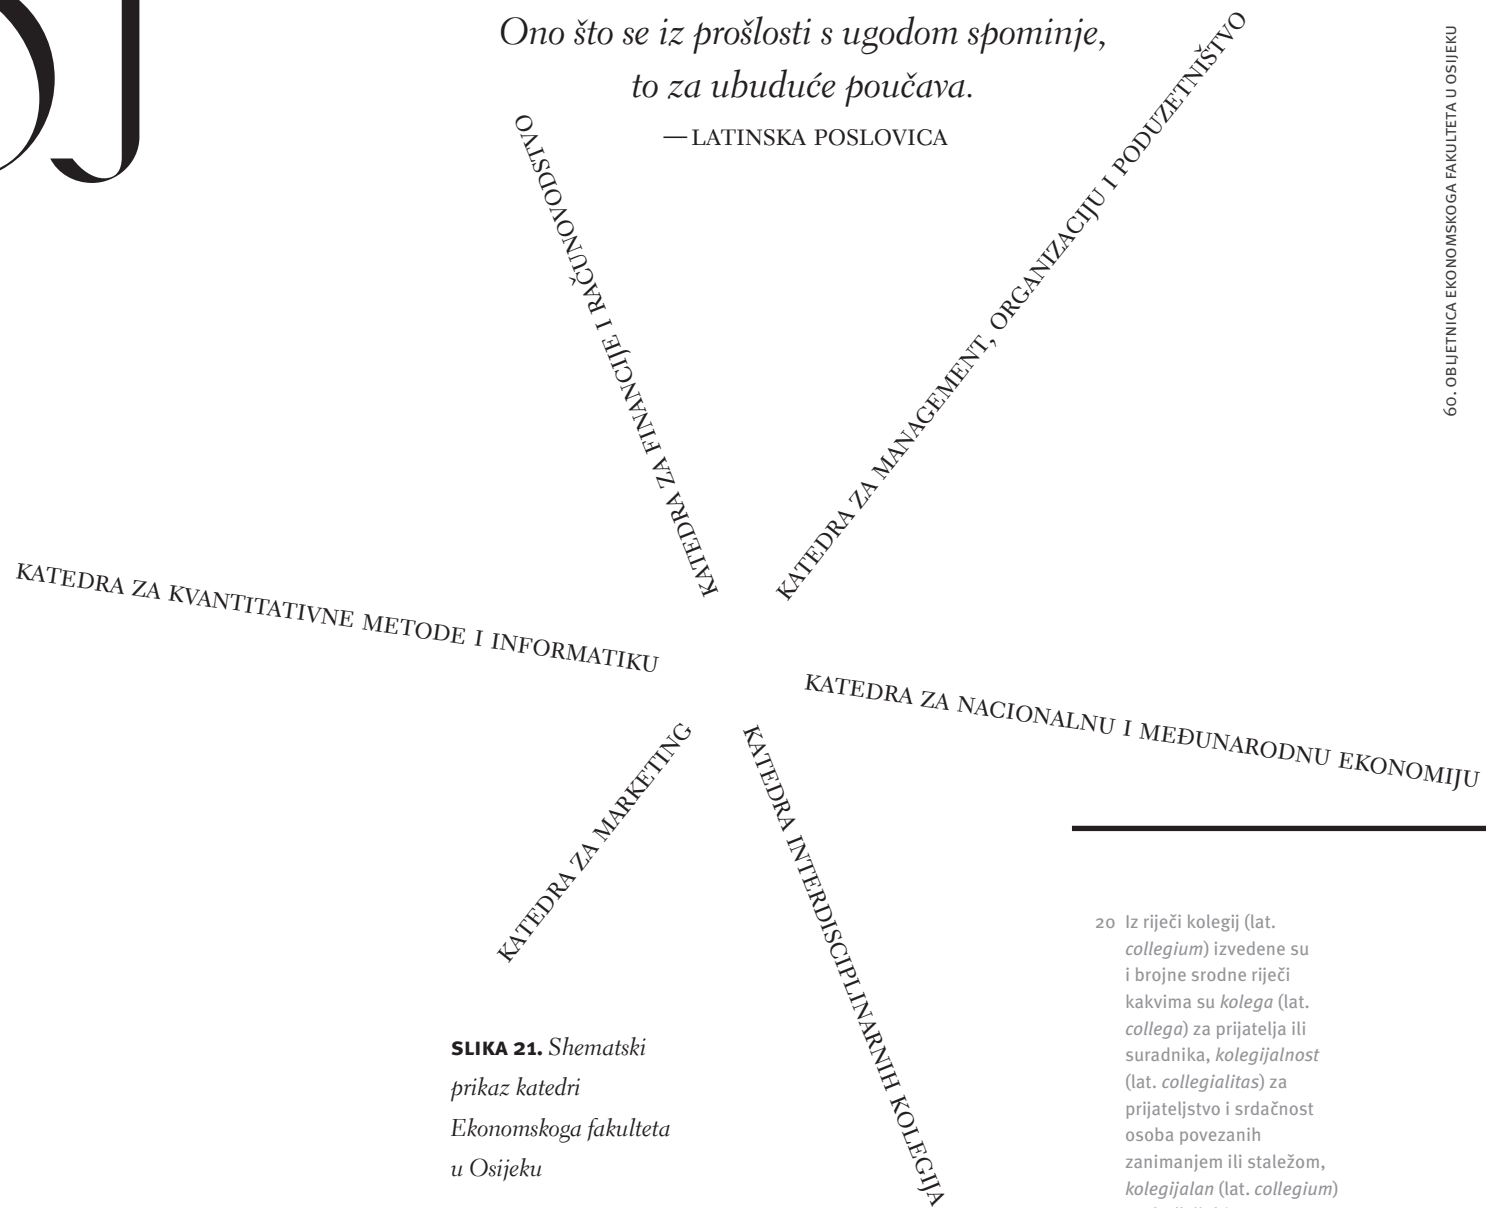 OJ
Ono što se iz prošlosti s ugodom spominje,
to za ubuduće poučava.
— LATINSKA POSLOVICA
60. OBLJETNICA EKONOMSKOGA FAKULTETA U OSIJEKU
KATEDRA ZA FINANCIJE I RAČUNOVODSTVO
KATEDRA ZA MANAGEMENT, ORGANIZACIJU I PODUZETNIŠTVO
KATEDRA ZA KVANTITATIVNE METODE I INFORMATIKU
KATEDRA ZA NACIONALNU I MEĐUNARODNU EKONOMIJU
KATEDRA ZA MARKETING
KATEDRA INTERDISCIPLINARNIH KOLEGIJA
SLIKA 21. Shematski
prikaz katedri
Ekonomskoga fakulteta
u Osijeku
20 Iz riječi kolegij (lat.
collegium) izvedene su
i brojne srodne riječi
kakvima su kolega (lat.
collega) za prijatelja ili
suradnika, kolegijalnost
(lat. collegialitas) za
prijateljstvo i srdačnost
osoba povezanih
zanimanjem ili staležom,
kolegijalan (lat. collegium)